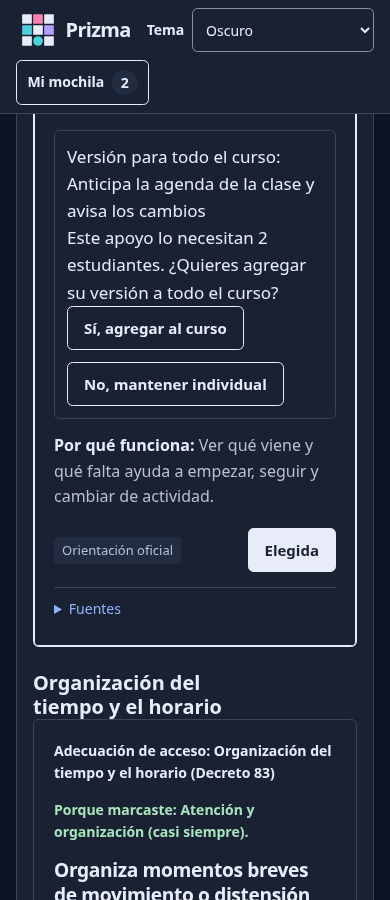 Prizma
Tema
Oscuro
Mi mochila 2
Versión para todo el curso:
Anticipa la agenda de la clase y
avisa los cambios
Este apoyo lo necesitan 2
estudiantes. ¿Quieres agregar
su versión a todo el curso?
Sí, agregar al curso
No, mantener individual
Por qué funciona: Ver qué viene y
qué falta ayuda a empezar, seguir y
cambiar de actividad.
Orientación oficial
Elegida
Fuentes
Organización del
tiempo y el horario
Adecuación de acceso: Organización del
tiempo y el horario (Decreto 83)
Porque marcaste: Atención y
organización (casi siempre).
Organiza momentos breves
de movimiento o distensión